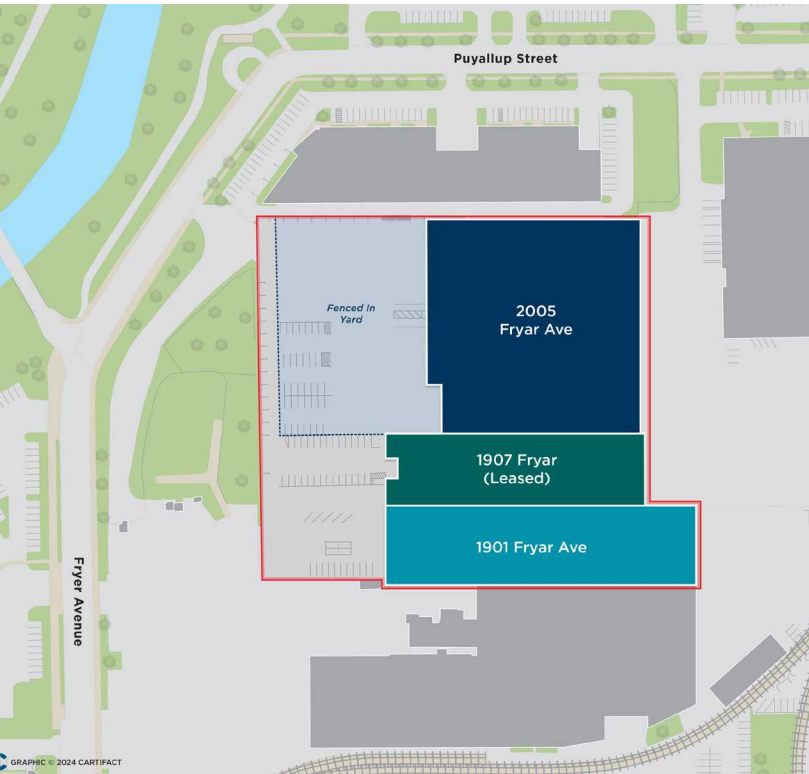 Puyallup Street
Fenced In
Yard
2005
Fryar Ave
1907 Fryar
(Leased)
1901 Fryar Ave
Fryer Avenue
GRAPHIC © 2024 CARTIFACT